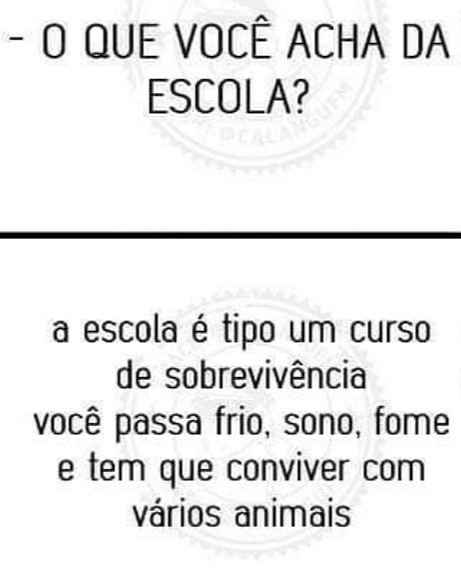 - O QUE VOCÊ ACHA DA
ESCOLA?
@CALANGUFM
a escola é tipo um curso
de sobrevivência
você passa frio, sono, fome
e tem que conviver com
vários animais